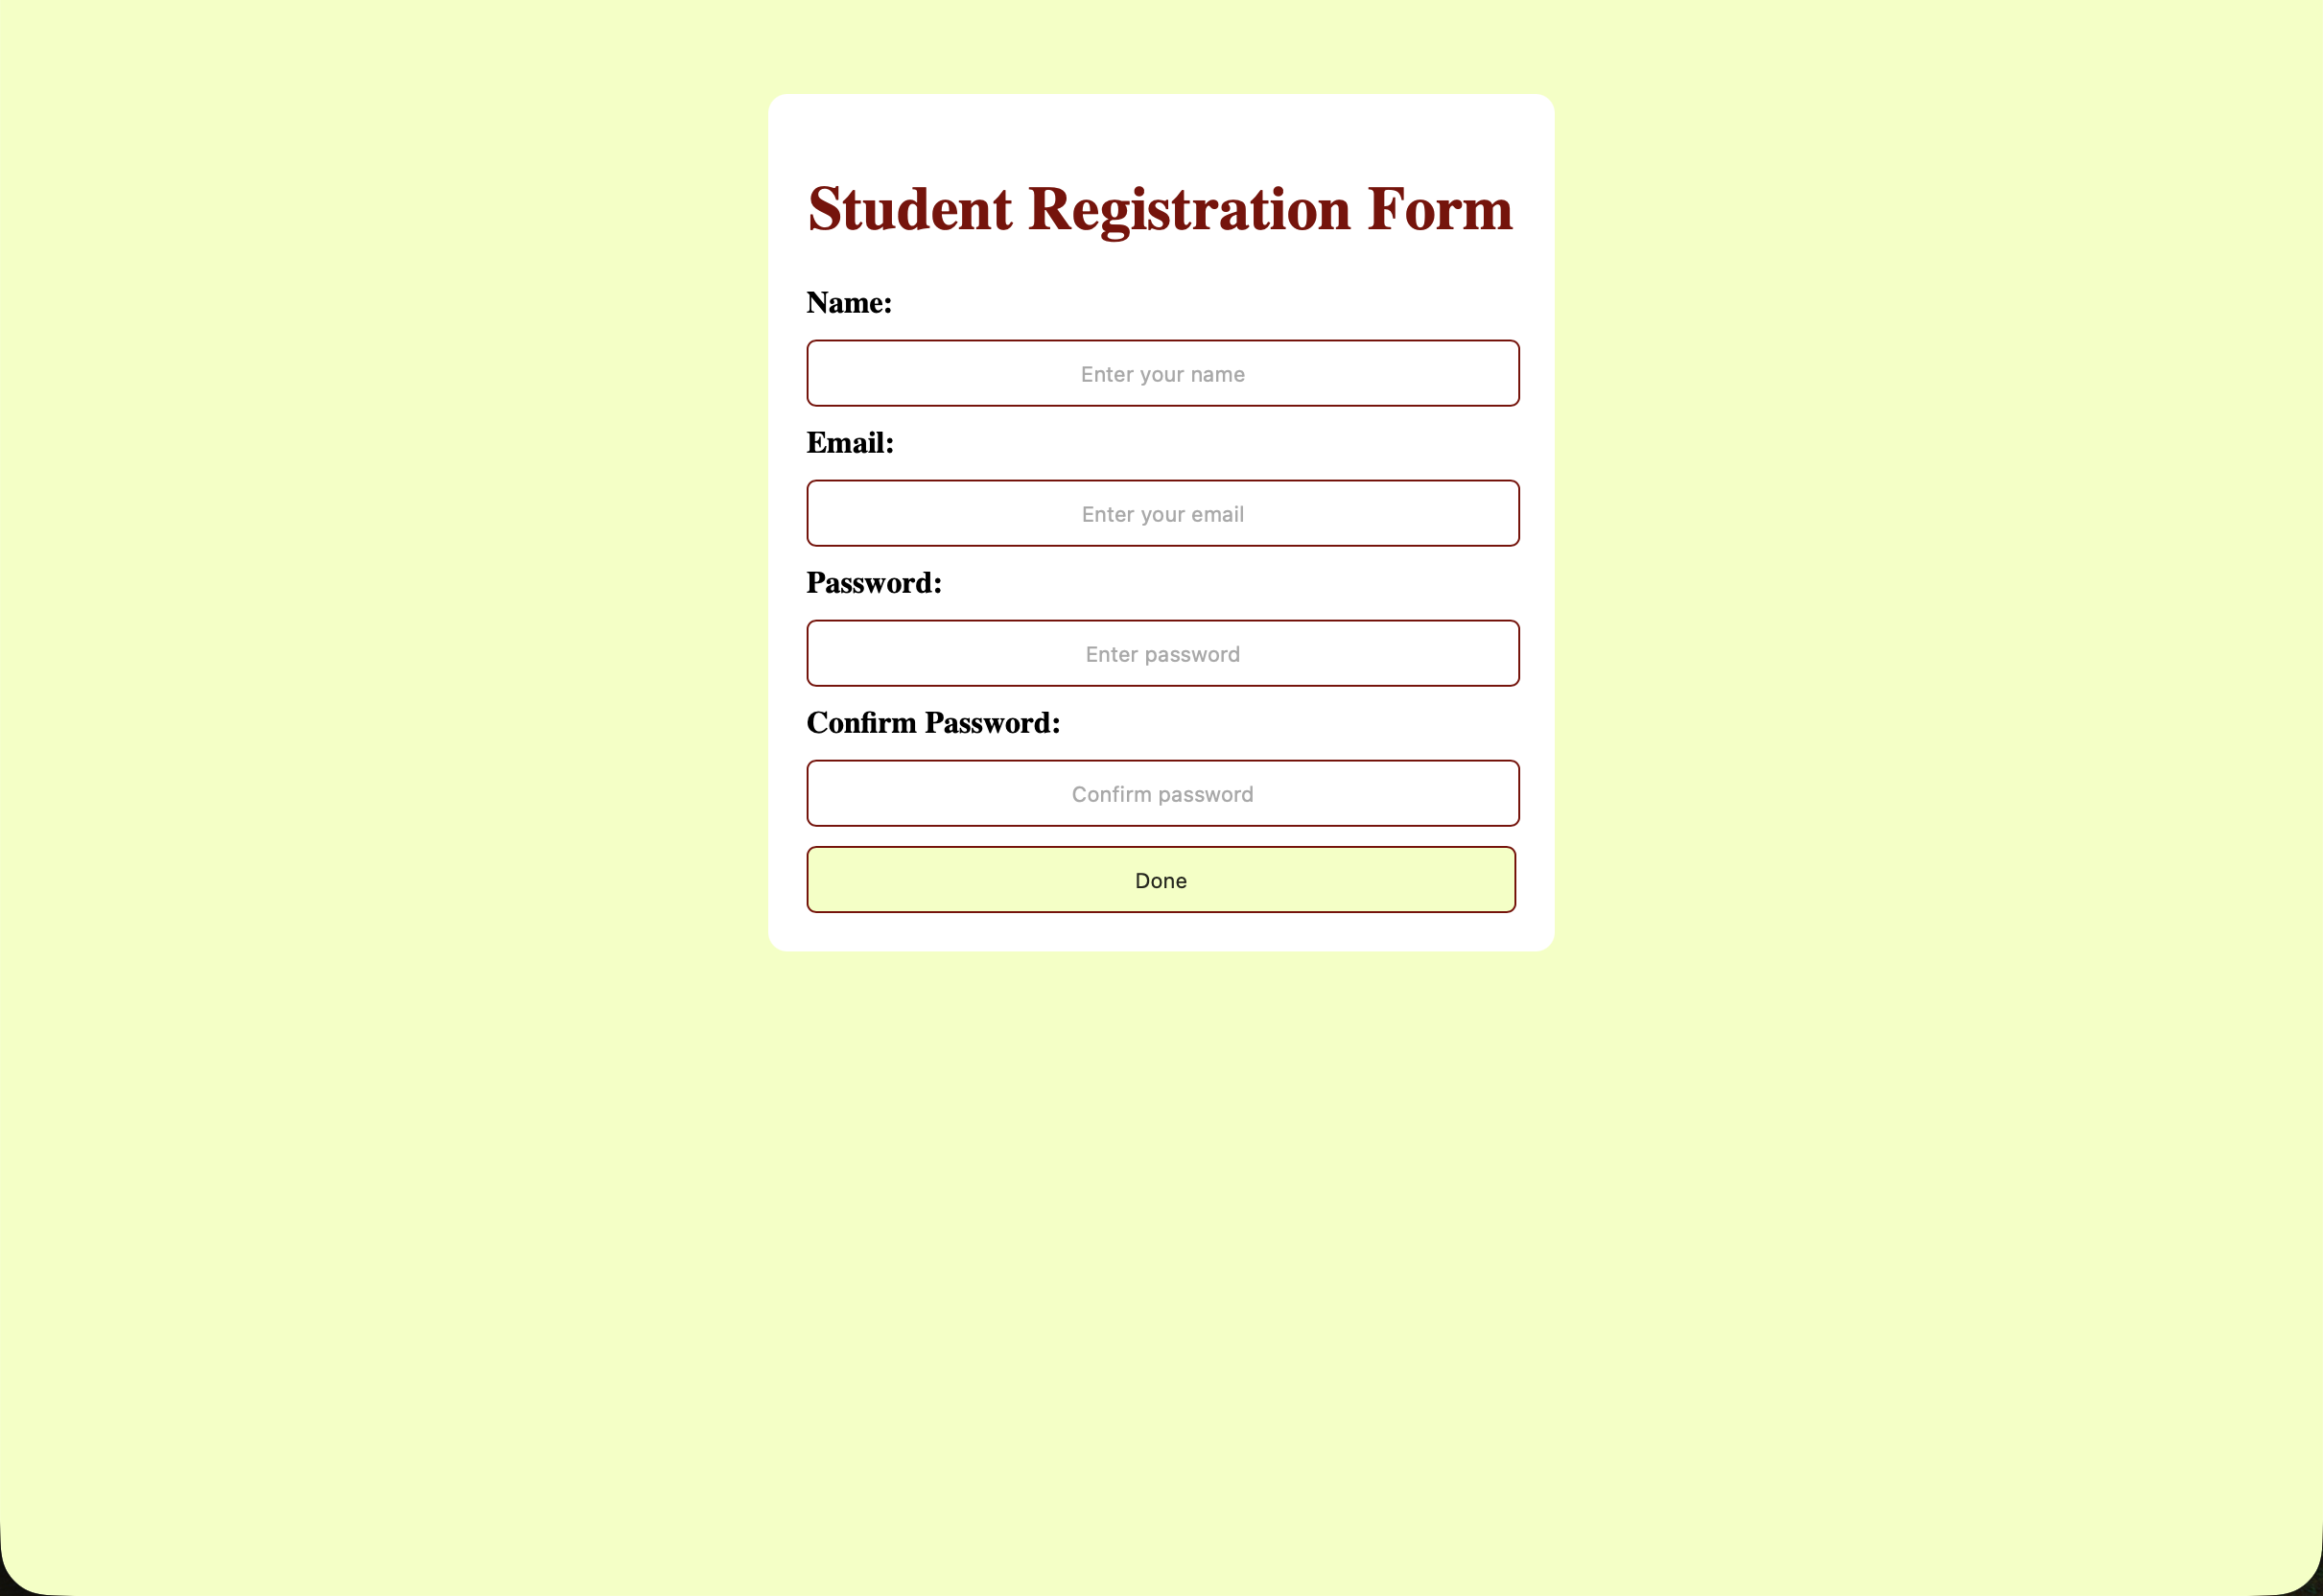 Student Registration Form
Name:
Enter your name
Email:
Enter your email
Password:
Enter password
Confirm Password:
Confirm password
Done